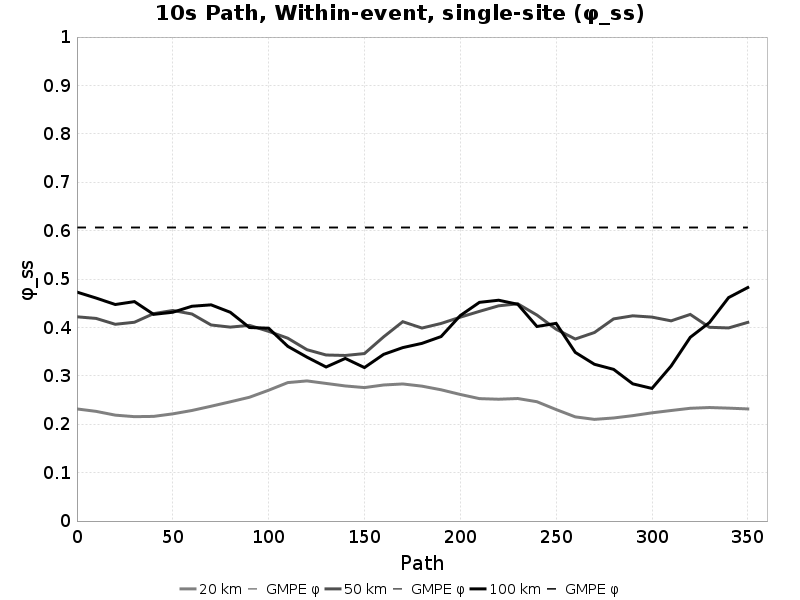 10s Path, Within-event, single-site (φ_ss)
φ_ss
1
0.9
0.8
0.7
0.6
0.5
0.4
0.3
0.2
0.1
0
0 50 100 150 200 250 300 350
Path
20 km GMPE φ 50 km GMPE φ 100 km GMPE φ